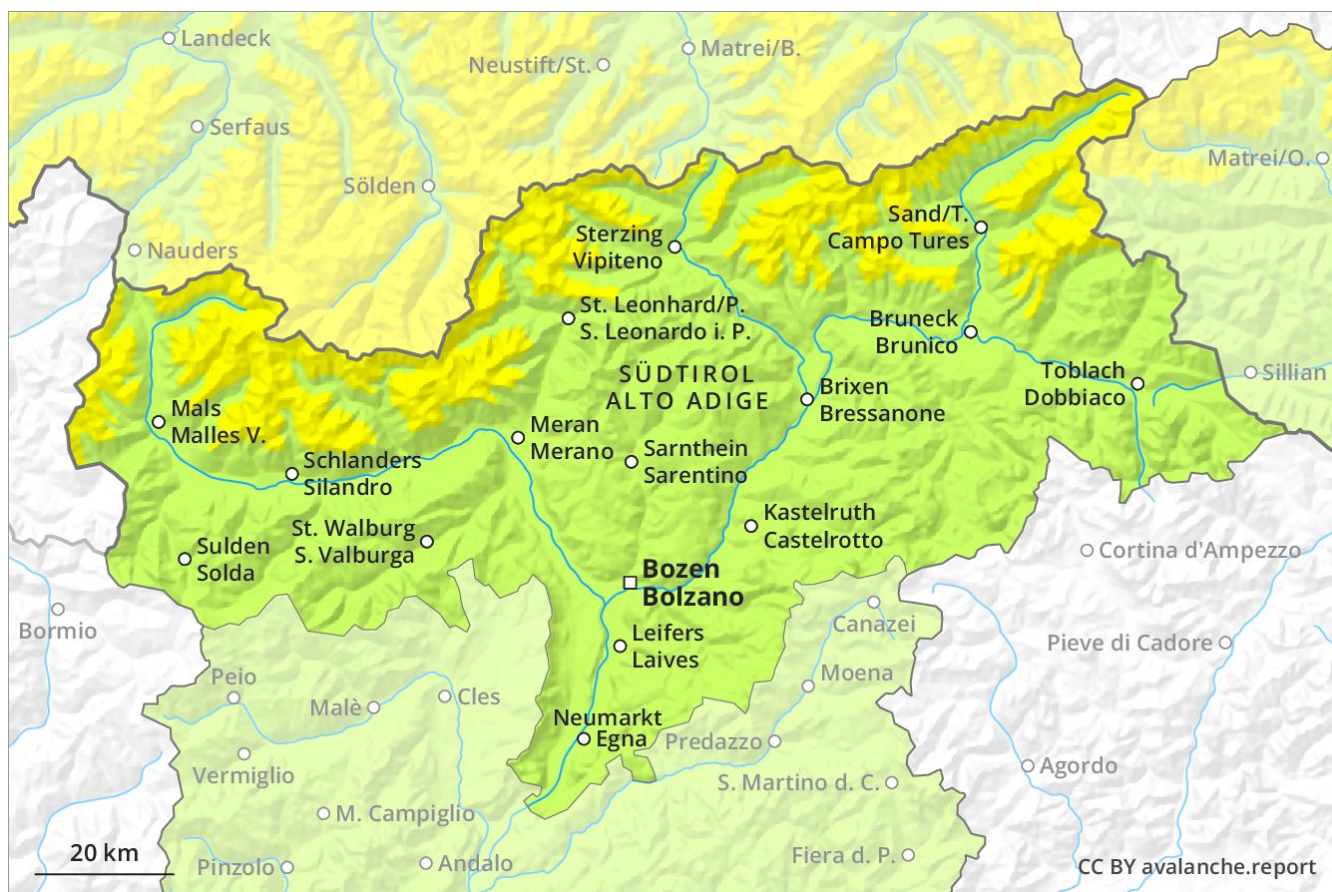 Landeck
Matrei/B.
Neustift/St.
Serfaus
Matrei/O.
Sölden
Sand/T.
Campo Tures
Sterzing
Vipiteno
Nauders
St. Leonhard/P.
S. Leonardo i. P.
Bruneck
Brunico
Toblach
Dobbiaco
Sillian
SÜDTIROL
ALTO ADIGE
Brixen
Bressanone
Mals
Malles V.
Meran
Merano
Sarnthein
Sarentino
Schlanders
Silandro
Kastelruth
Castelrotto
St. Walburg
S. Valburga
Sulden
Solda
Cortina d'Ampezzo
Bozen
Bolzano
Bormio
Canazei
Leifers
Laives
Pieve di Cadore
Peio
Moena
Malè
Cles
Neumarkt
Egna
Predazzo
Vermiglio
Agordo
S. Martino d. C.
M. Campiglio
20 km
Pinzolo
Andalo
Fiera d. P.
CC BY avalanche.report